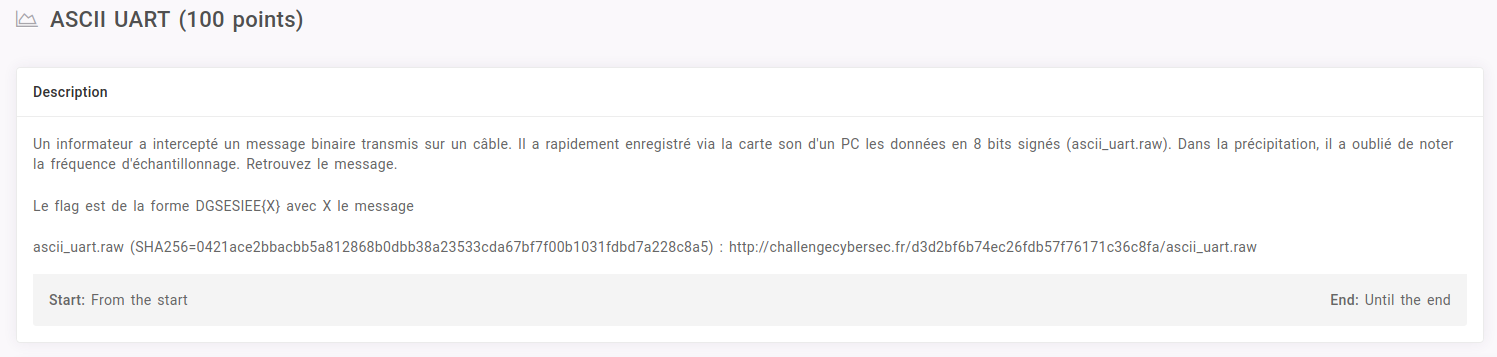 ASCII UART (100 points)
Description
Un informateur a intercepté un message binaire transmis sur un câble. Il a rapidement enregistré via la carte son d'un PC les données en 8 bits signés (ascii_uart.raw). Dans la précipitation, il a oublié de noter
la fréquence d'échantillonnage. Retrouvez le message.
Le flag est de la forme DGSESIEE{X} avec X le message
ascii_uart.raw (SHA256=0421ace2bbacbb5a812868b0dbb38a23533cda67bf7f00b1031fdbd7a228c8a5) : http://challengecybersec.fr/d3d2bf6b74ec26fdb57f76171c36c8fa/ascii_uart.raw
Start: From the start
End: Until the end